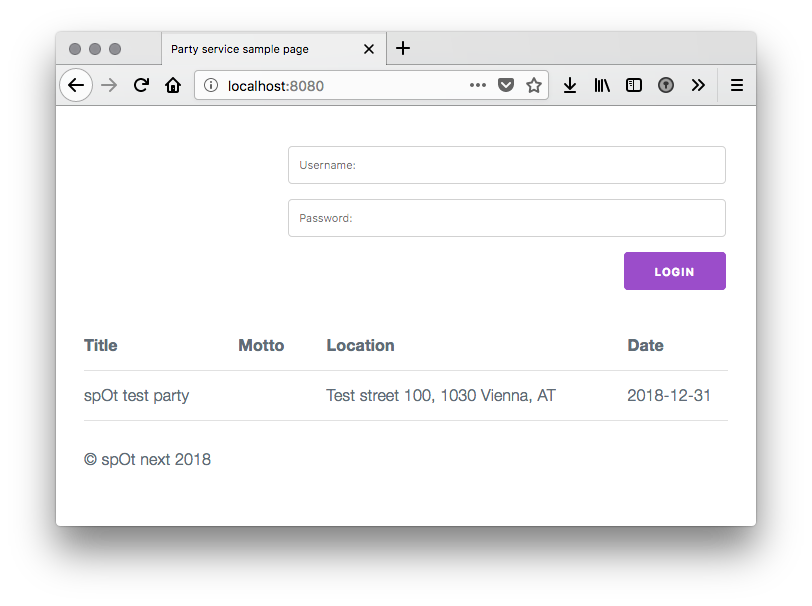 Party service sample page
localhost:8080
Username:
Password:
LOGIN
Title Motto Location Date
spOt test party Test street 100, 1030 Vienna, AT 2018-12-31
© spOt next 2018